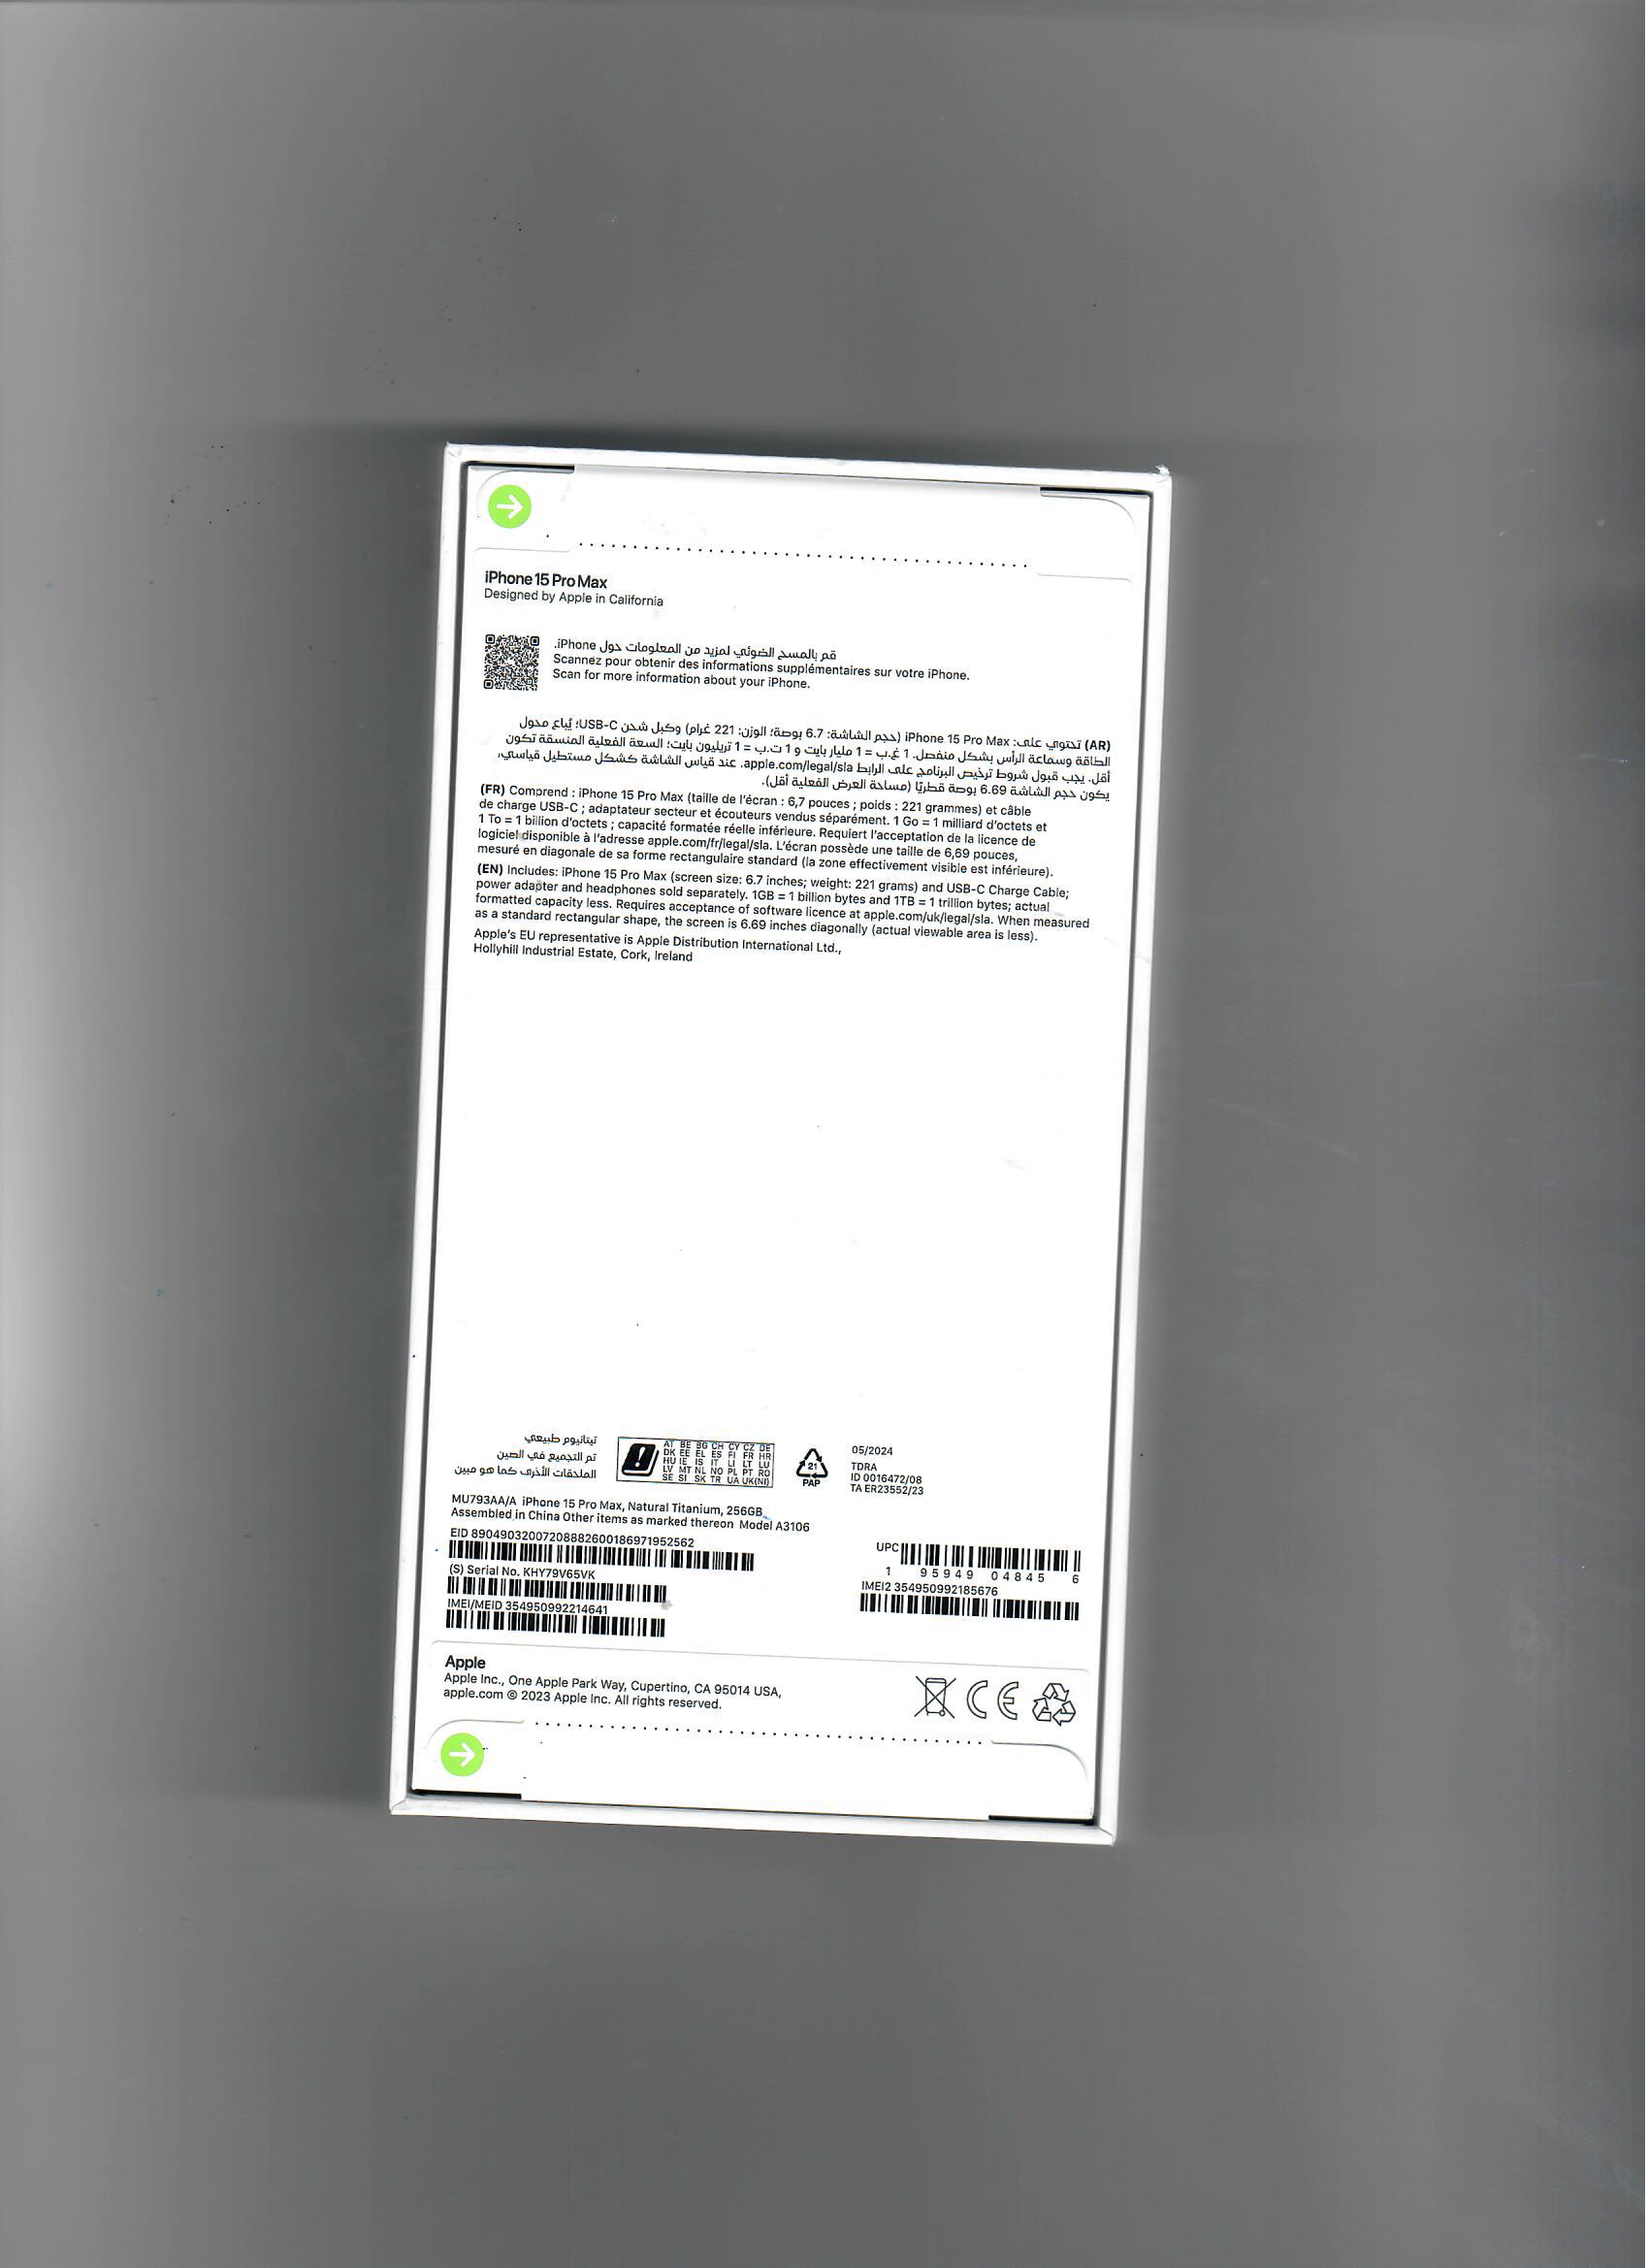 iPhone 15 Pro Max
Designed by Apple in California
قم بالمسح الضوئي لمزيد من المعلومات حول iPhone.
Scannez pour obtenir des informations supplémentaires sur votre iPhone.
Scan for more information about your iPhone.
(AR) تحتوي على: iPhone 15 Pro Max (حجم الشاشة: 6.7 بوصة؛ الوزن: 221 غرام) وكبل شحن USB-C؛ يُباع محول
الطاقة وسماعة الرأس بشكل منفصل. 1 غ.ب = 1 مليار بايت و 1 ت.ب = 1 تريليون بايت؛ السعة الفعلية المنسقة تكون
أقل. يجب قبول شروط ترخيص البرنامج على الرابط apple.com/legal/sla. عند قياس الشاشة كشكل مستطيل قياسي،
يكون حجم الشاشة 6.69 بوصة قطريًا (مساحة العرض الفعلية أقل).
(FR) Comprend : iPhone 15 Pro Max (taille de l'écran : 6,7 pouces ; poids : 221 grammes) et câble
de charge USB-C ; adaptateur secteur et écouteurs vendus séparément. 1 Go = 1 milliard d'octets et
1 To = 1 billion d'octets ; capacité formatée réelle inférieure. Requiert l'acceptation de la licence de
logiciel disponible à l'adresse apple.com/fr/legal/sla. L'écran possède une taille de 6,69 pouces,
mesuré en diagonale de sa forme rectangulaire standard (la zone effectivement visible est inférieure).
(EN) Includes: iPhone 15 Pro Max (screen size: 6.7 inches; weight: 221 grams) and USB-C Charge Cable;
power adapter and headphones sold separately. 1GB = 1 billion bytes and 1TB = 1 trillion bytes; actual
formatted capacity less. Requires acceptance of software licence at apple.com/uk/legal/sla. When measured
as a standard rectangular shape, the screen is 6.69 inches diagonally (actual viewable area is less).
Apple's EU representative is Apple Distribution International Ltd.,
Hollyhill Industrial Estate, Cork, Ireland
تيتانيوم طبيعي
تم التجميع في الصين
الملحقات الأخرى كما هو مبين
AT BE BG CH CY CZ DE
DK EE EL ES FI FR HR
HU IE IS IT LI LT LU
LV MT NL NO PL PT RO
SE SI SK TR UA UK(NI)
21
PAP
05/2024
TDRA
ID 0016472/08
TA ER23552/23
MU793AA/A iPhone 15 Pro Max, Natural Titanium, 256GB
Assembled in China Other items as marked thereon Model A3106
EID 89049032007208882600186971952562
(S) Serial No. KHY79V65VK
IMEI/MEID 354950992214641
UPC
1 95949 04845 6
IMEI2 354950992185676
Apple
Apple Inc., One Apple Park Way, Cupertino, CA 95014 USA,
apple.com © 2023 Apple Inc. All rights reserved.
CE